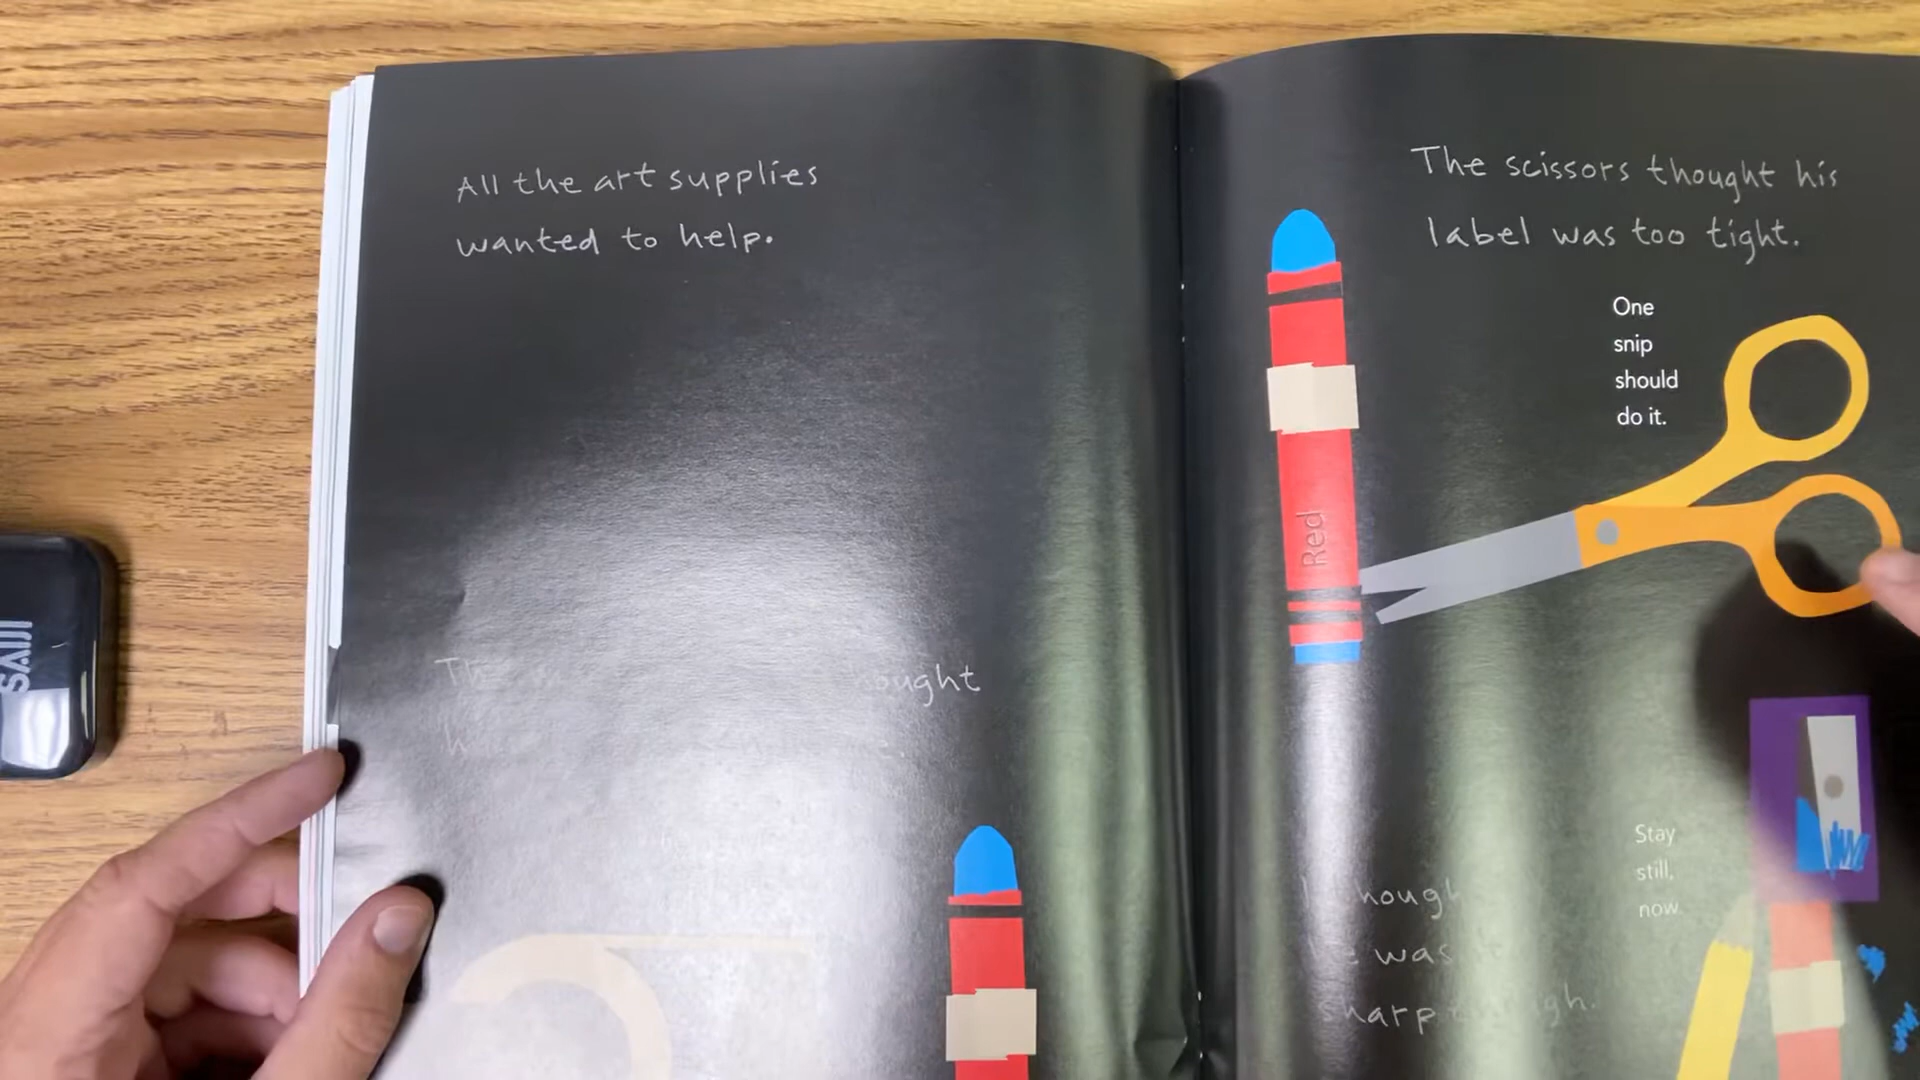 All the art supplies
wanted to help.
The scissors thought his
label was too tight.
One
snip
should
do it.
Red
Stay
still,
now
was
sharp